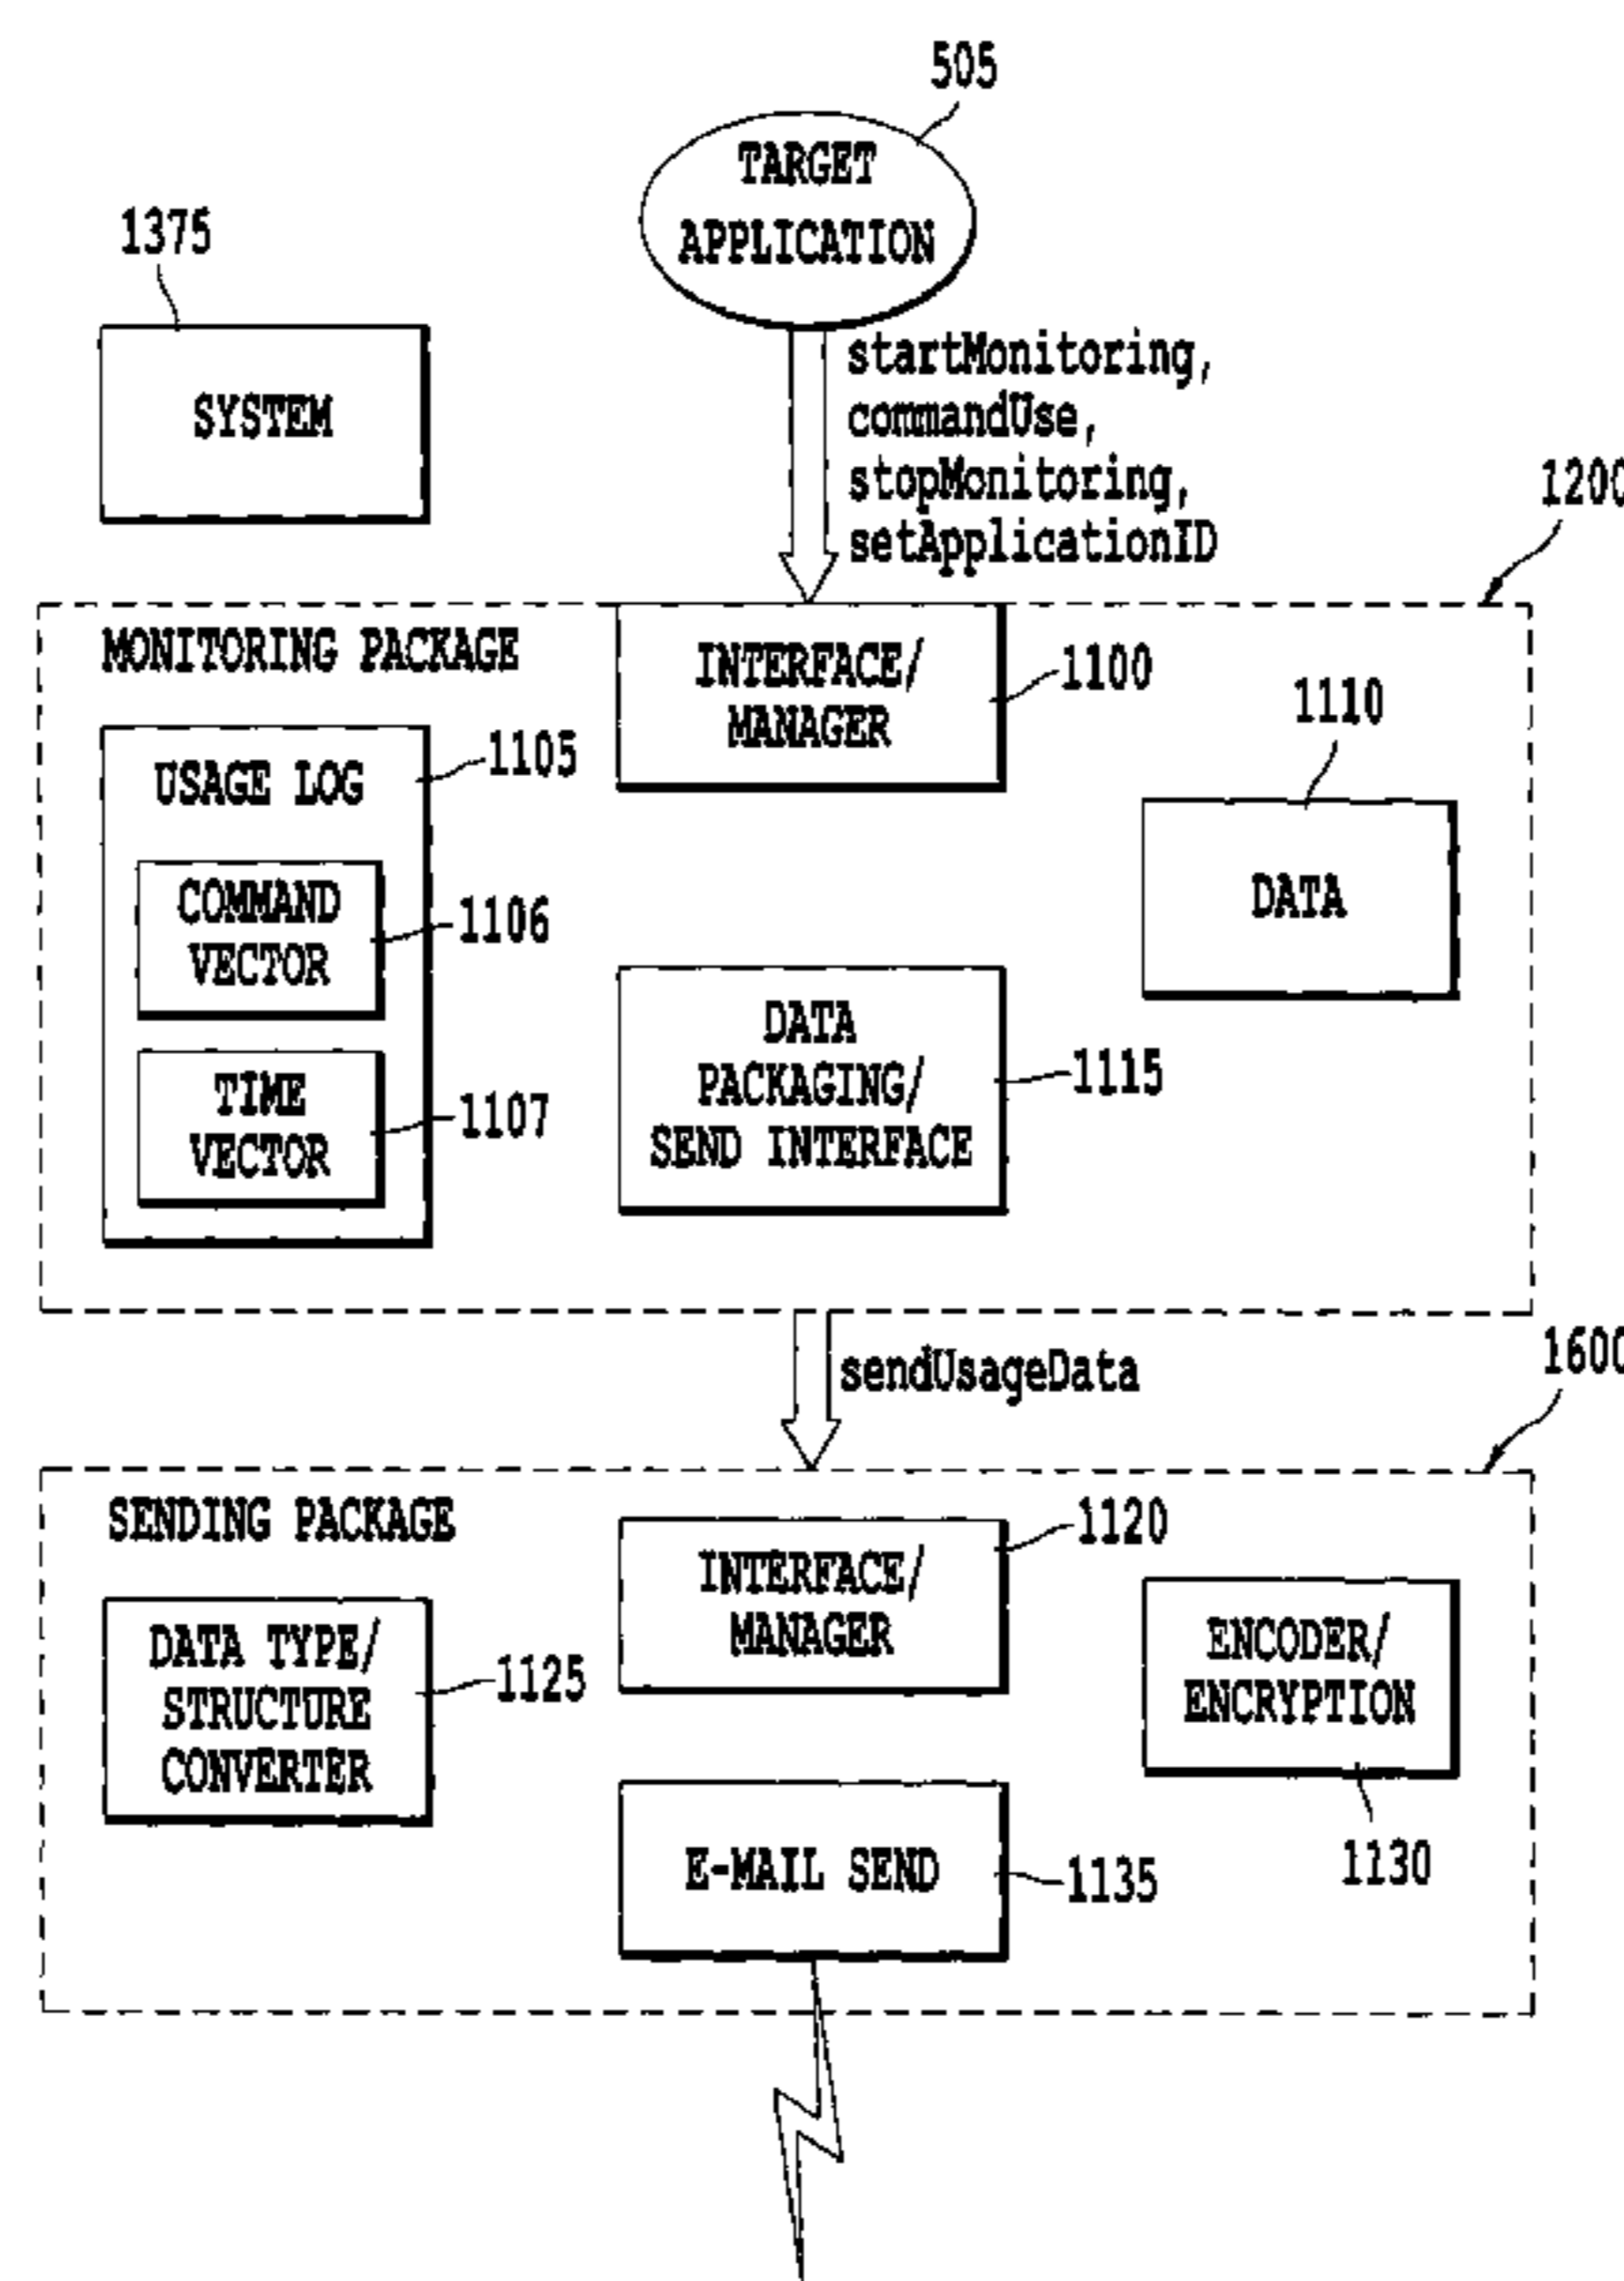 505
TARGET
APPLICATION
1375
SYSTEM
startMonitoring,
commandUse,
stopMonitoring,
setApplicationID
1200
MONITORING PACKAGE
INTERFACE/
MANAGER
1100
1110
USAGE LOG
1105
DATA
COMMAND
VECTOR
1106
DATA
PACKAGING/
SEND INTERFACE
1115
TIME
VECTOR
1107
sendUsageData
1600
SENDING PACKAGE
INTERFACE/
MANAGER
1120
DATA TYPE/
STRUCTURE
CONVERTER
1125
ENCODER/
ENCRYPTION
1130
E-MAIL SEND
1135